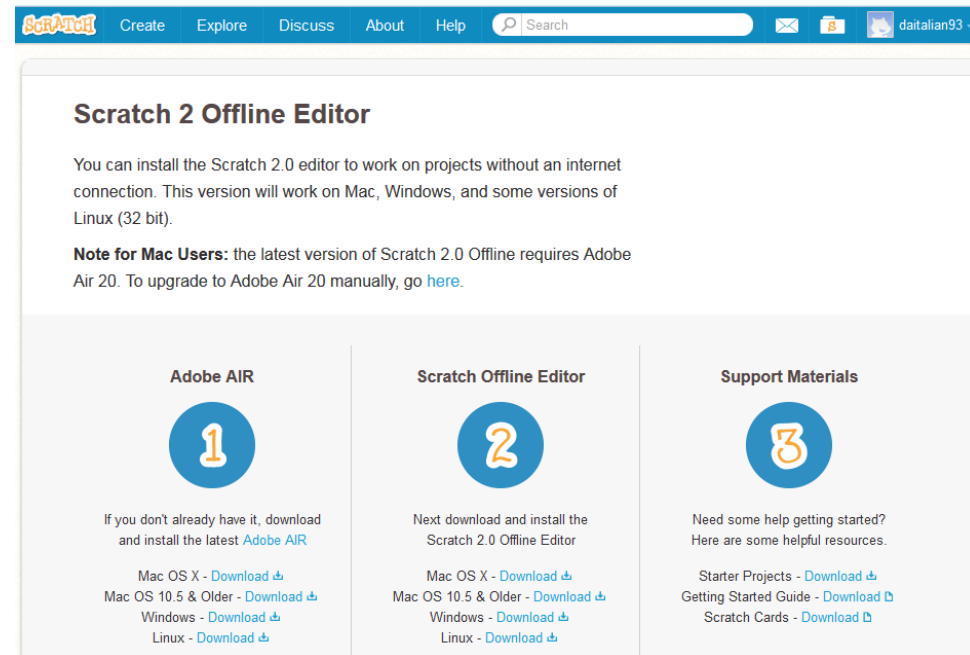 SCRATCH Create Explore Discuss About Help Search daitalian93
Scratch 2 Offline Editor
You can install the Scratch 2.0 editor to work on projects without an internet
connection. This version will work on Mac, Windows, and some versions of
Linux (32 bit).
Note for Mac Users: the latest version of Scratch 2.0 Offline requires Adobe
Air 20. To upgrade to Adobe Air 20 manually, go here.
Adobe AIR
1
If you don't already have it, download
and install the latest Adobe AIR
Mac OS X - Download
Mac OS 10.5 & Older - Download
Windows - Download
Linux - Download
Scratch Offline Editor
2
Next download and install the
Scratch 2.0 Offline Editor
Mac OS X - Download
Mac OS 10.5 & Older - Download
Windows - Download
Linux - Download
Support Materials
3
Need some help getting started?
Here are some helpful resources.
Starter Projects - Download
Getting Started Guide - Download
Scratch Cards - Download